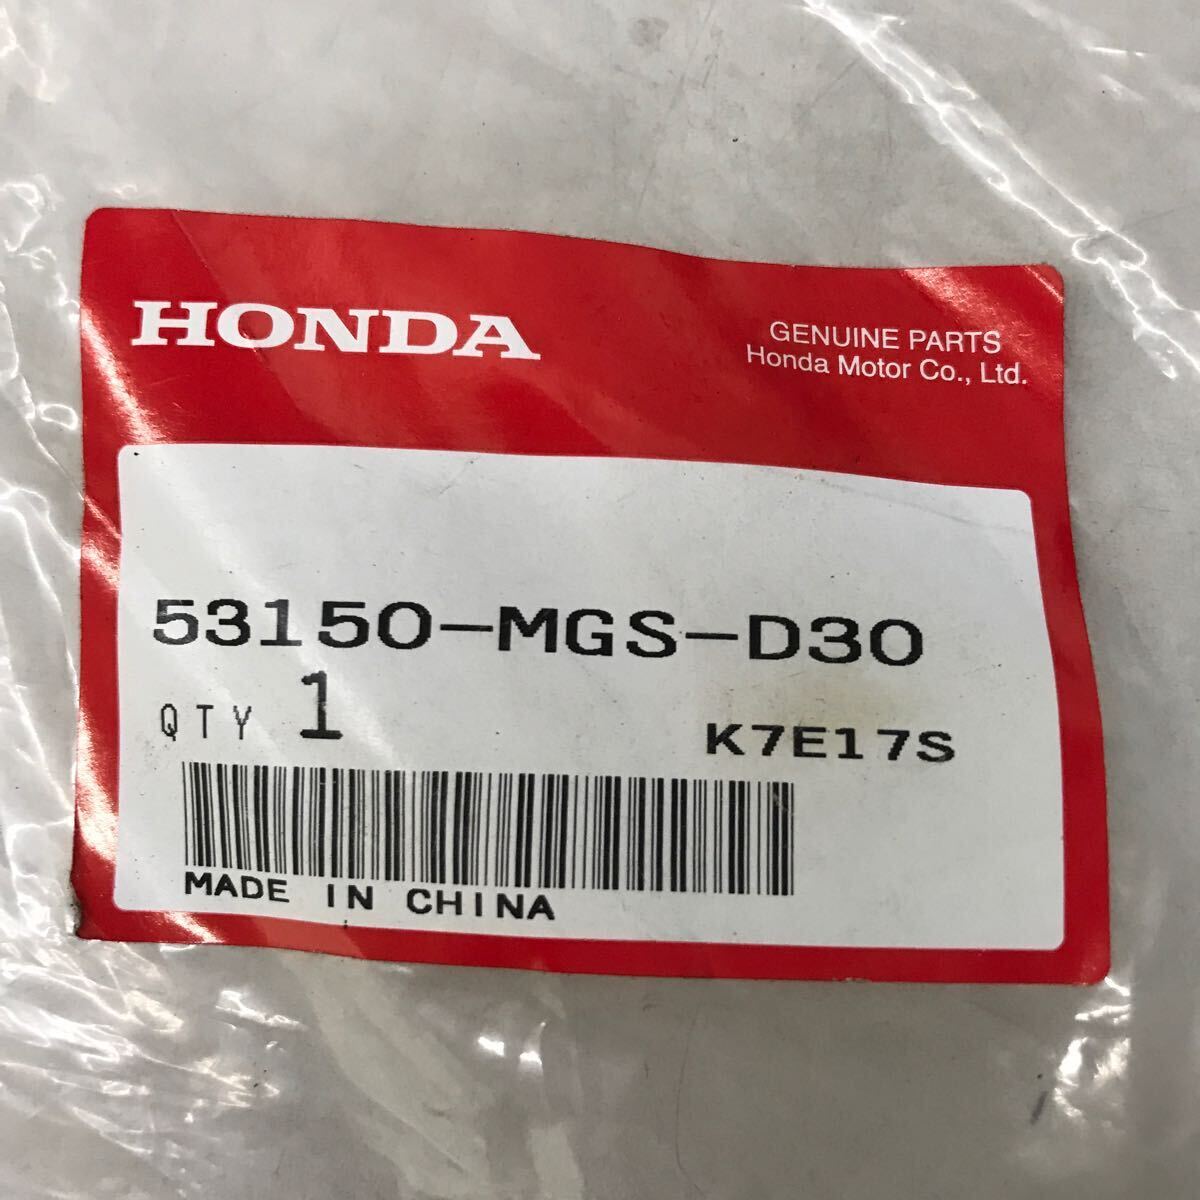 HONDA
GENUINE PARTS
Honda Motor Co., Ltd.
53150-MGS-D30
QTY 1
K7E17S
MADE IN CHINA